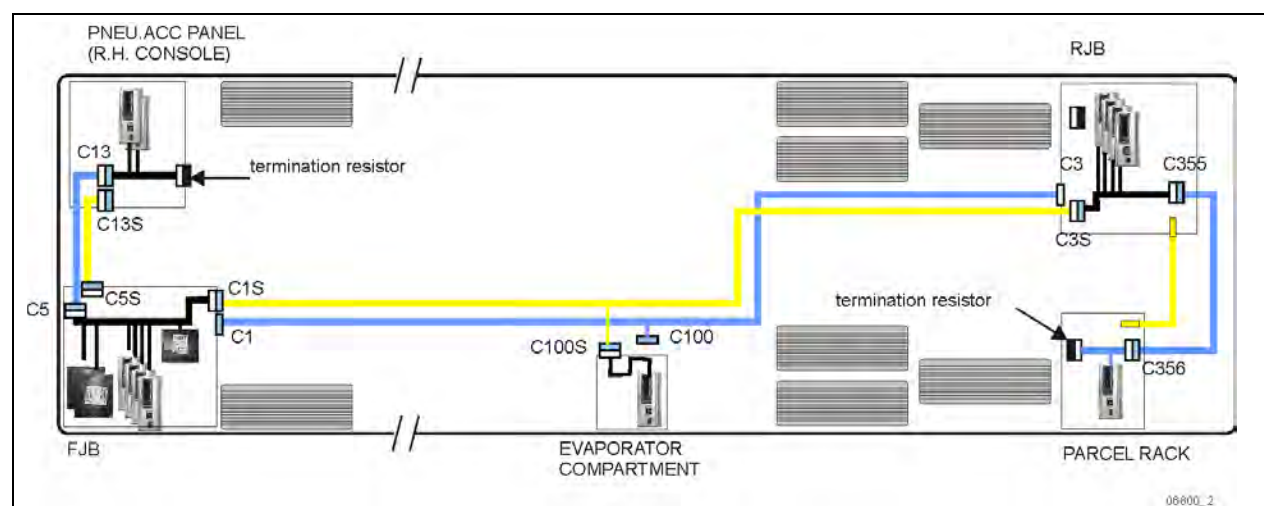 PNEU.ACC PANEL
(R.H. CONSOLE)
RJB
C13
termination resistor
C3
C355
C13S
C3S
C5
C5S
C1S
C1
termination resistor
C100S
C100
C356
FJB
EVAPORATOR
COMPARTMENT
PARCEL RACK
06800_2